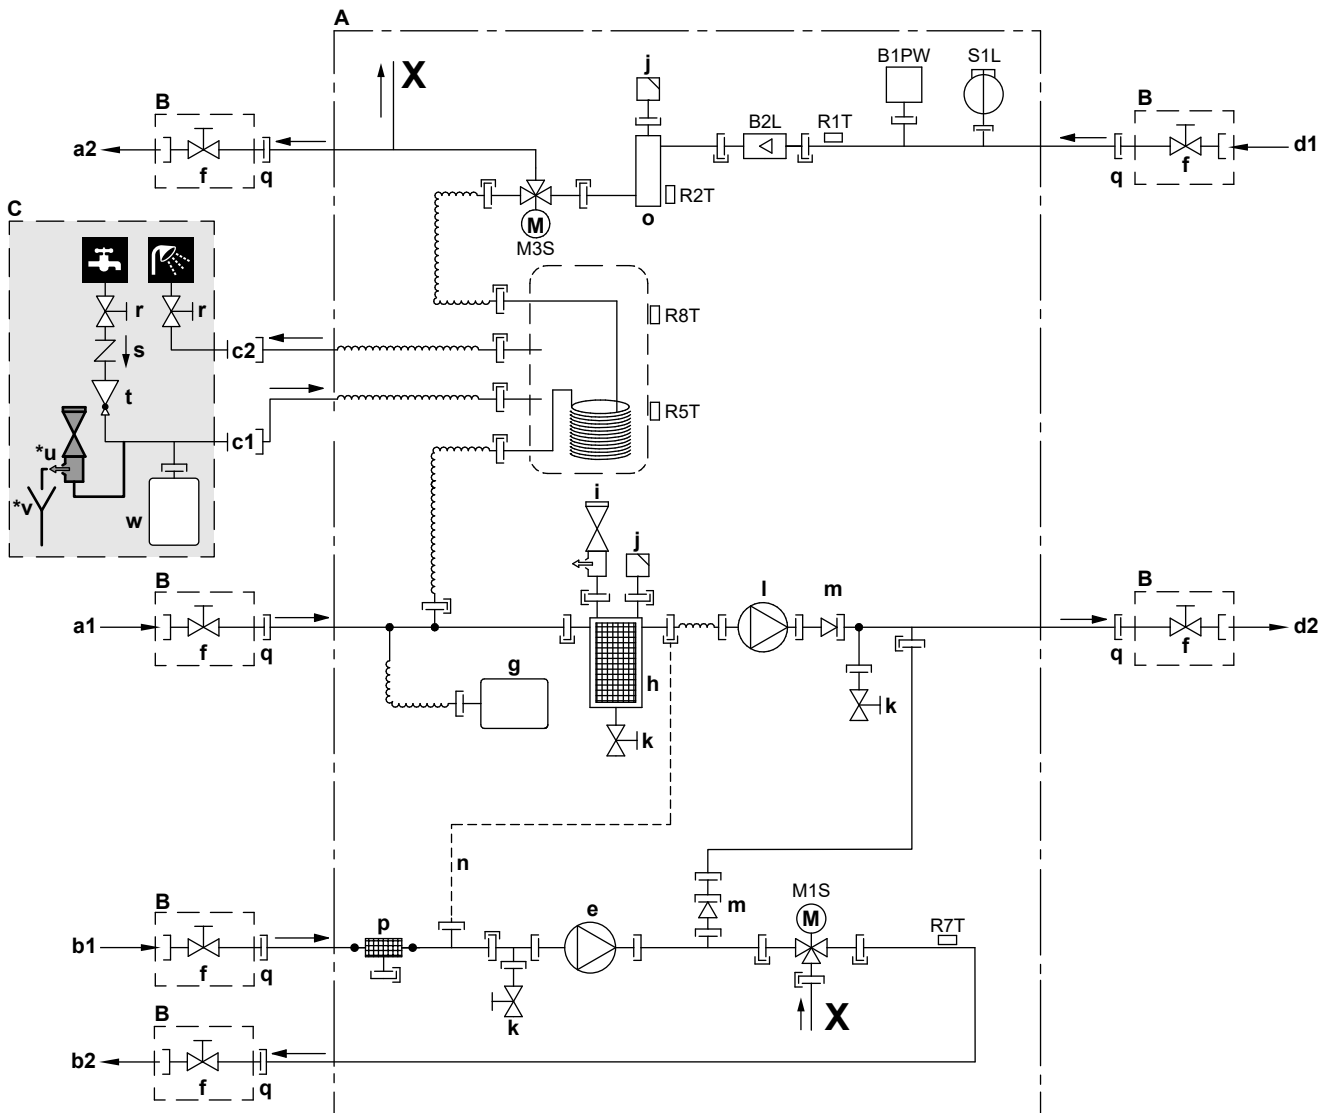 A
X
j
B1PW
S1L
B
B2L
R1T
B
a2
f
q
q
f
d1
R2T
o
C
M
M3S
r
r
R8T
s
c2
t
R5T
c1
*u
i
*v
w
j
B
l
m
B
a1
f
q
q
f
d2
g
h
k
k
n
M1S
B
p
e
m
M
R7T
b1
f
q
k
X
B
b2
f
q